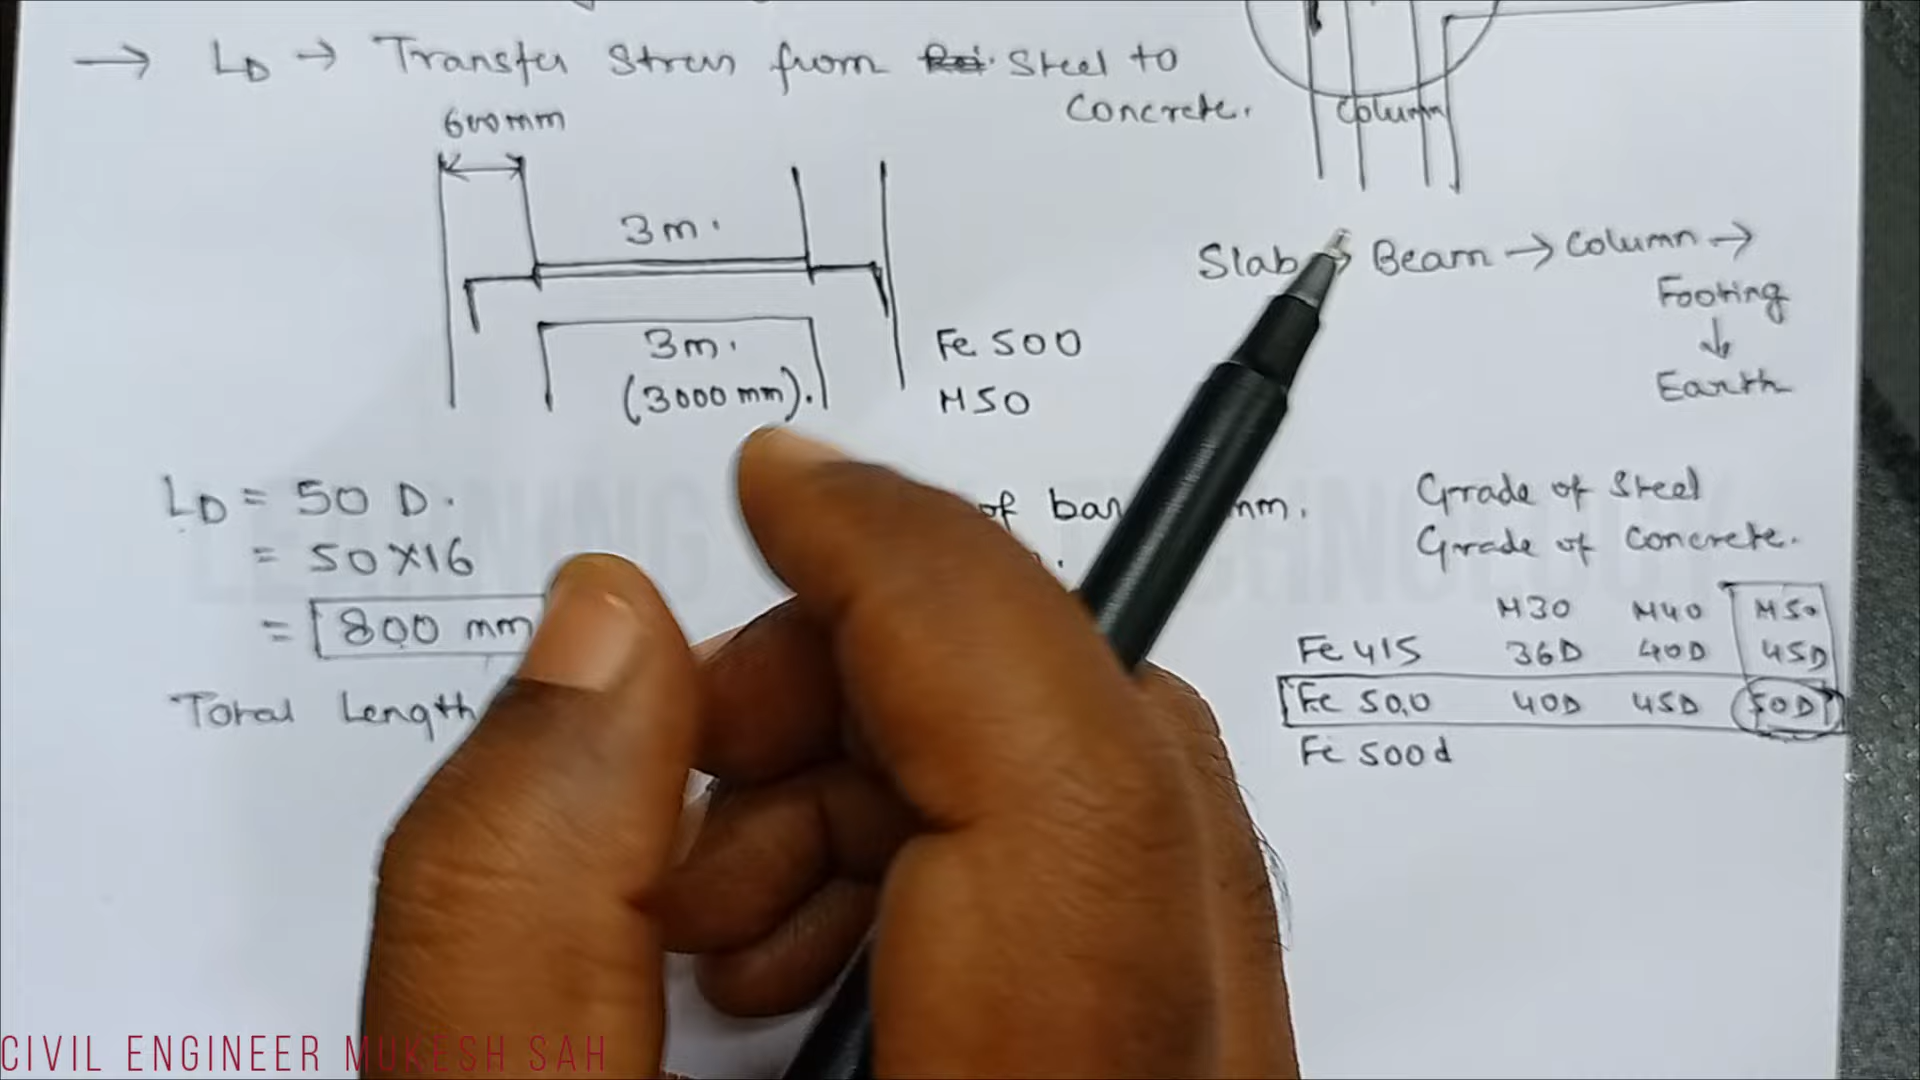 → LD → Transfer Stress from Steel to
Concrete.
600mm
Column
3m.
Slab → Beam → Column →
Footing
↓
Earth
3m.
(3000 mm).
Fe 500
M50
LD = 50 D.
= 50×16
= 800 mm
of bar mm.
Total Length
Grade of Steel
Grade of Concrete.
M30 M40 M50
Fe 415 36D 40D 45D
Fe 500 40D 45D 50D
Fe 500d
CIVIL ENGINEER MUKESH SAH